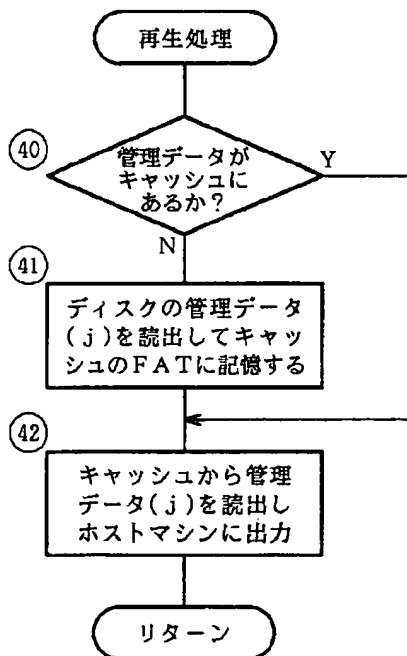 再生処理
40
管理データが
キャッシュに
あるか?
Y
N
41
ディスクの管理データ
(j)を読出してキャッ
シュのFATに記憶する
42
キャッシュから管理
データ(j)を読出し
ホストマシンに出力
リターン